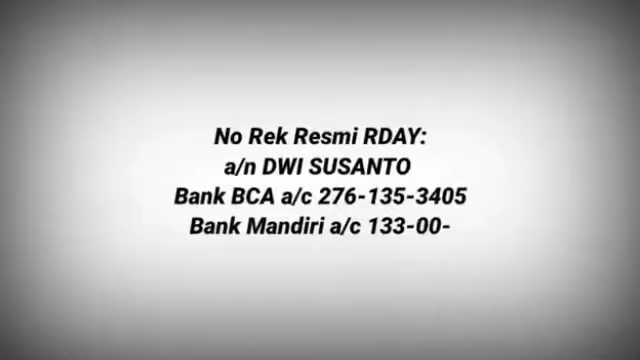 No Rek Resmi RDAY:
a/n DWI SUSANTO
Bank BCA a/c 276-135-3405
Bank Mandiri a/c 133-00-